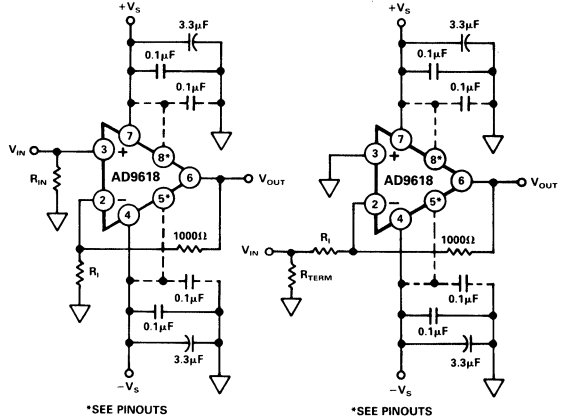 +VS
3.3µF
0.1µF
0.1µF
VIN
RIN
3
+
7
8*
AD9618
6
VOUT
2
−
4
5*
1000Ω
RI
0.1µF
0.1µF
3.3µF
−VS
*SEE PINOUTS
+VS
3.3µF
0.1µF
0.1µF
3
+
7
8*
AD9618
6
VOUT
2
−
4
5*
VIN
RI
1000Ω
RTERM
0.1µF
0.1µF
3.3µF
−VS
*SEE PINOUTS